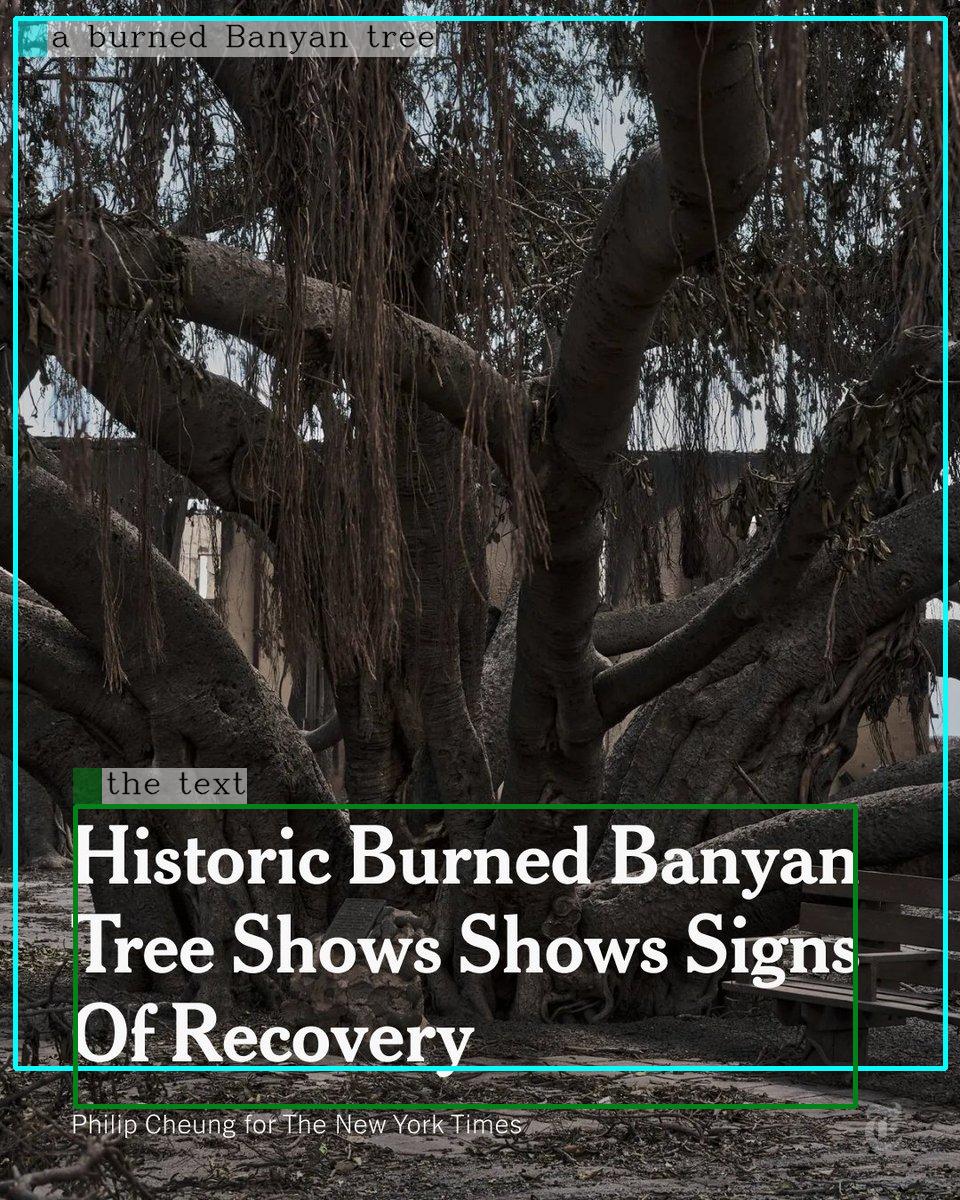 a burned Banyan tree
the text
Historic Burned Banyan
Tree Shows Shows Signs
Of Recovery
Philip Cheung for The New York Times
T